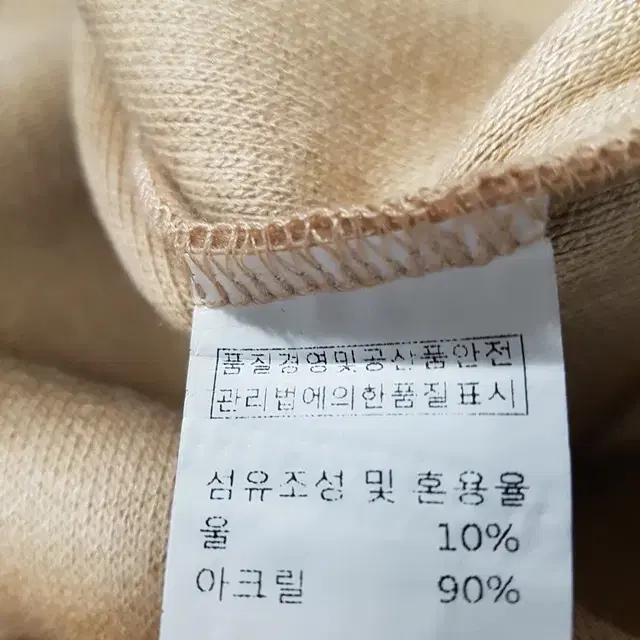 품질경영및공산품안전
관리법에의한품질표시
섬유조성 및 혼용율
울 10%
아크릴 90%